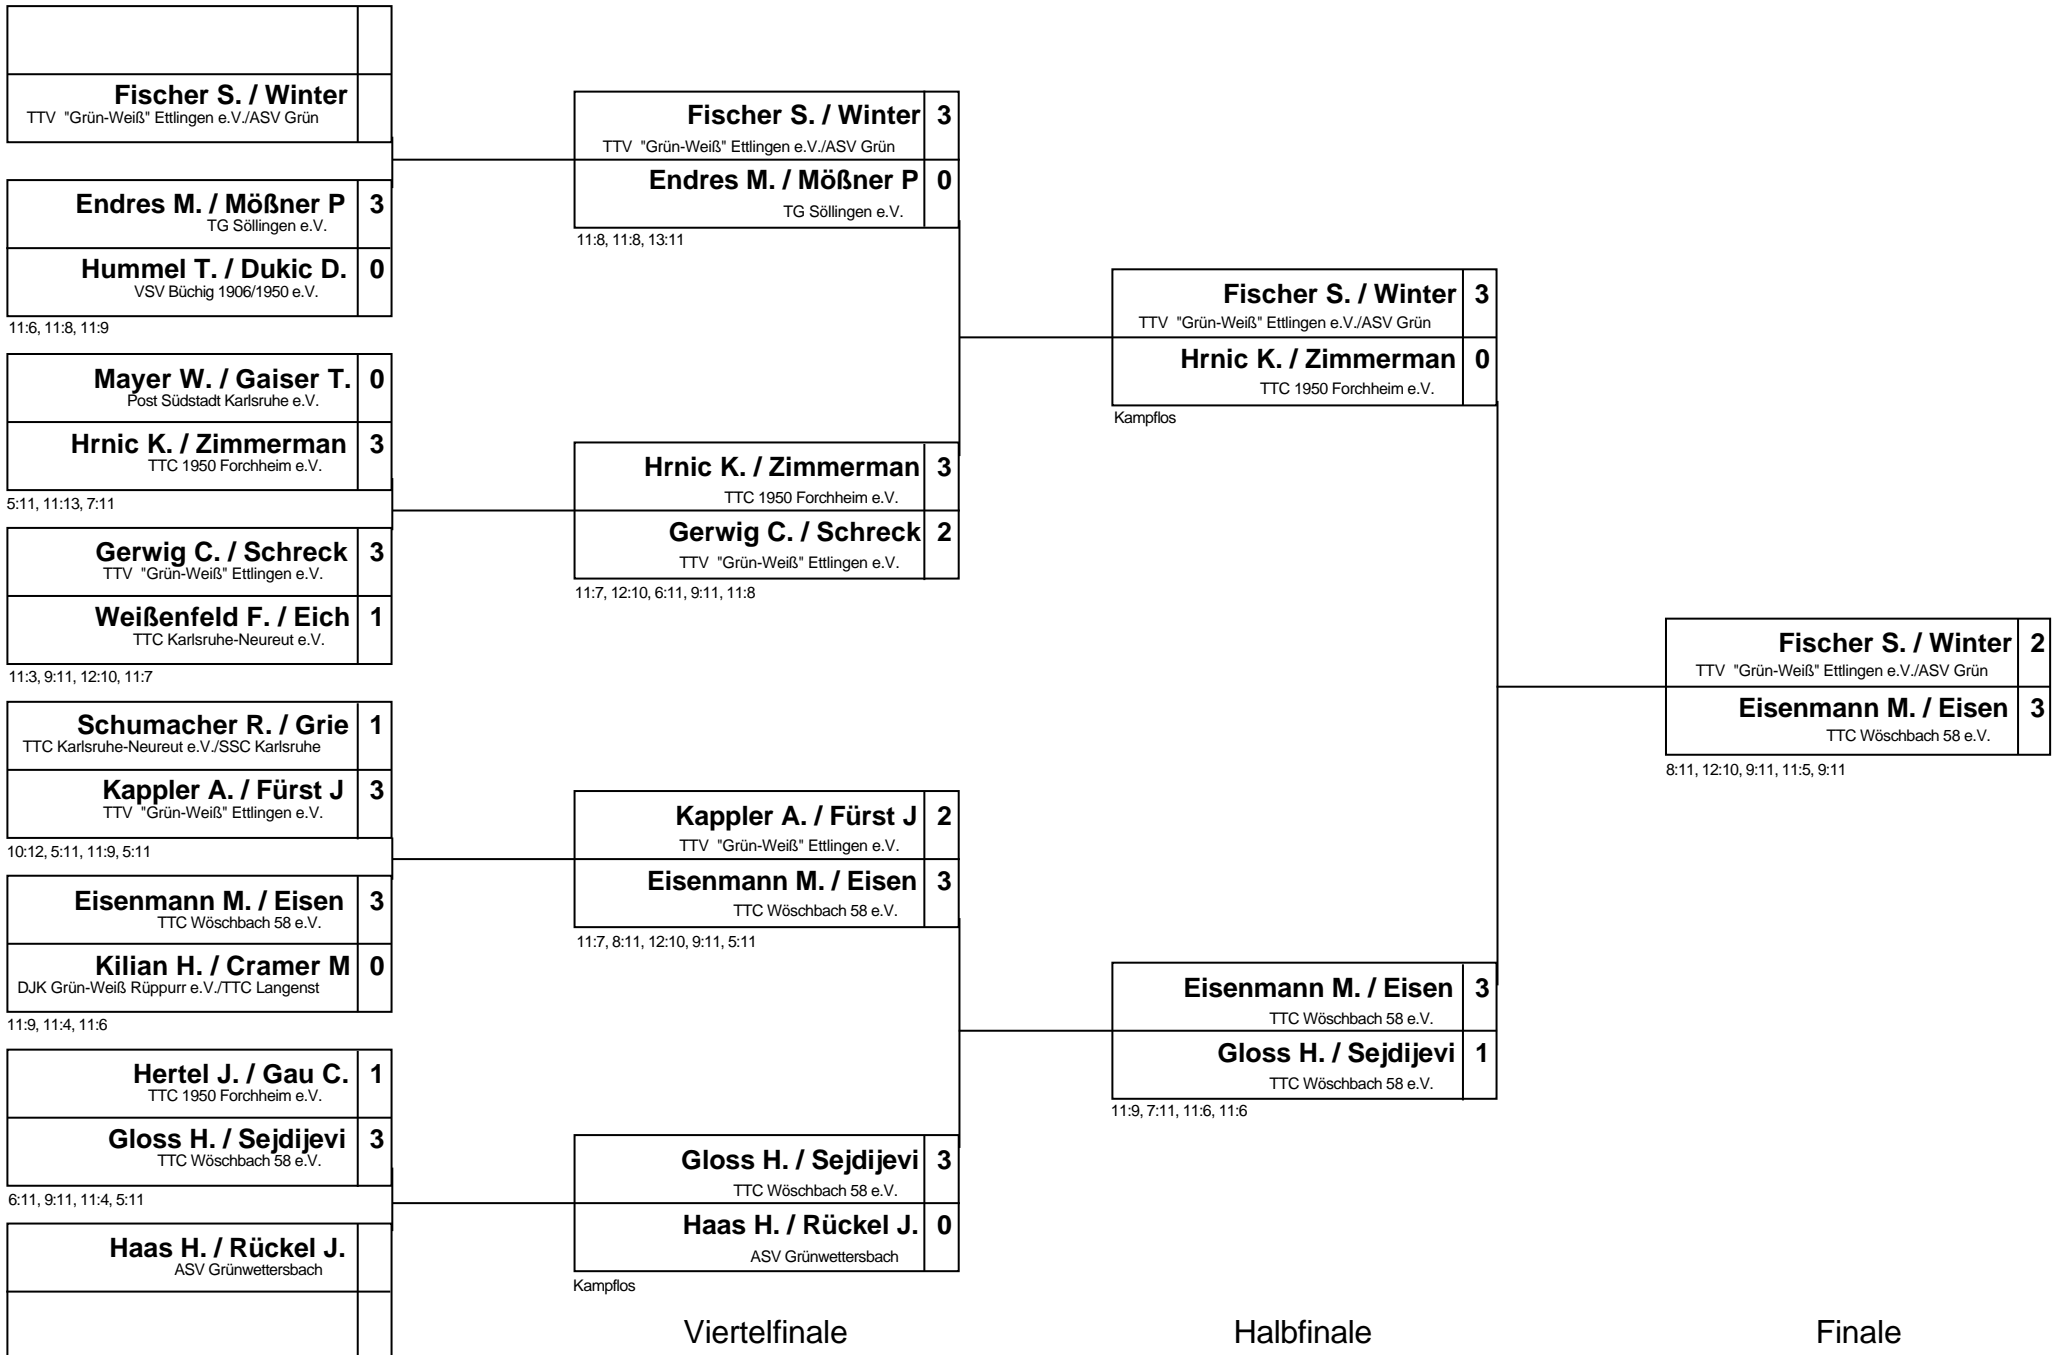 Fischer S. / Winter
TTV "Grün-Weiß" Ettlingen e.V./ASV Grün
Endres M. / Mößner P 3
TG Söllingen e.V.
Hummel T. / Dukic D. 0
VSV Büchig 1906/1950 e.V.
11:6, 11:8, 11:9
Mayer W. / Gaiser T. 0
Post Südstadt Karlsruhe e.V.
Hrnic K. / Zimmerman 3
TTC 1950 Forchheim e.V.
5:11, 11:13, 7:11
Gerwig C. / Schreck 3
TTV "Grün-Weiß" Ettlingen e.V.
Weißenfeld F. / Eich 1
TTC Karlsruhe-Neureut e.V.
11:3, 9:11, 12:10, 11:7
Schumacher R. / Grie 1
TTC Karlsruhe-Neureut e.V./SSC Karlsruhe
Kappler A. / Fürst J 3
TTV "Grün-Weiß" Ettlingen e.V.
10:12, 5:11, 11:9, 5:11
Eisenmann M. / Eisen 3
TTC Wöschbach 58 e.V.
Kilian H. / Cramer M 0
DJK Grün-Weiß Rüppurr e.V./TTC Langenst
11:9, 11:4, 11:6
Hertel J. / Gau C. 1
TTC 1950 Forchheim e.V.
Gloss H. / Sejdijevi 3
TTC Wöschbach 58 e.V.
6:11, 9:11, 11:4, 5:11
Haas H. / Rückel J.
ASV Grünwettersbach
Fischer S. / Winter 3
TTV "Grün-Weiß" Ettlingen e.V./ASV Grün
Endres M. / Mößner P 0
TG Söllingen e.V.
11:8, 11:8, 13:11
Hrnic K. / Zimmerman 3
TTC 1950 Forchheim e.V.
Gerwig C. / Schreck 2
TTV "Grün-Weiß" Ettlingen e.V.
11:7, 12:10, 6:11, 9:11, 11:8
Kappler A. / Fürst J 2
TTV "Grün-Weiß" Ettlingen e.V.
Eisenmann M. / Eisen 3
TTC Wöschbach 58 e.V.
11:7, 8:11, 12:10, 9:11, 5:11
Gloss H. / Sejdijevi 3
TTC Wöschbach 58 e.V.
Haas H. / Rückel J. 0
ASV Grünwettersbach
Kampflos
Viertelfinale
Fischer S. / Winter 3
TTV "Grün-Weiß" Ettlingen e.V./ASV Grün
Hrnic K. / Zimmerman 0
TTC 1950 Forchheim e.V.
Kampflos
Eisenmann M. / Eisen 3
TTC Wöschbach 58 e.V.
Gloss H. / Sejdijevi 1
TTC Wöschbach 58 e.V.
11:9, 7:11, 11:6, 11:6
Halbfinale
Fischer S. / Winter 2
TTV "Grün-Weiß" Ettlingen e.V./ASV Grün
Eisenmann M. / Eisen 3
TTC Wöschbach 58 e.V.
8:11, 12:10, 9:11, 11:5, 9:11
Finale